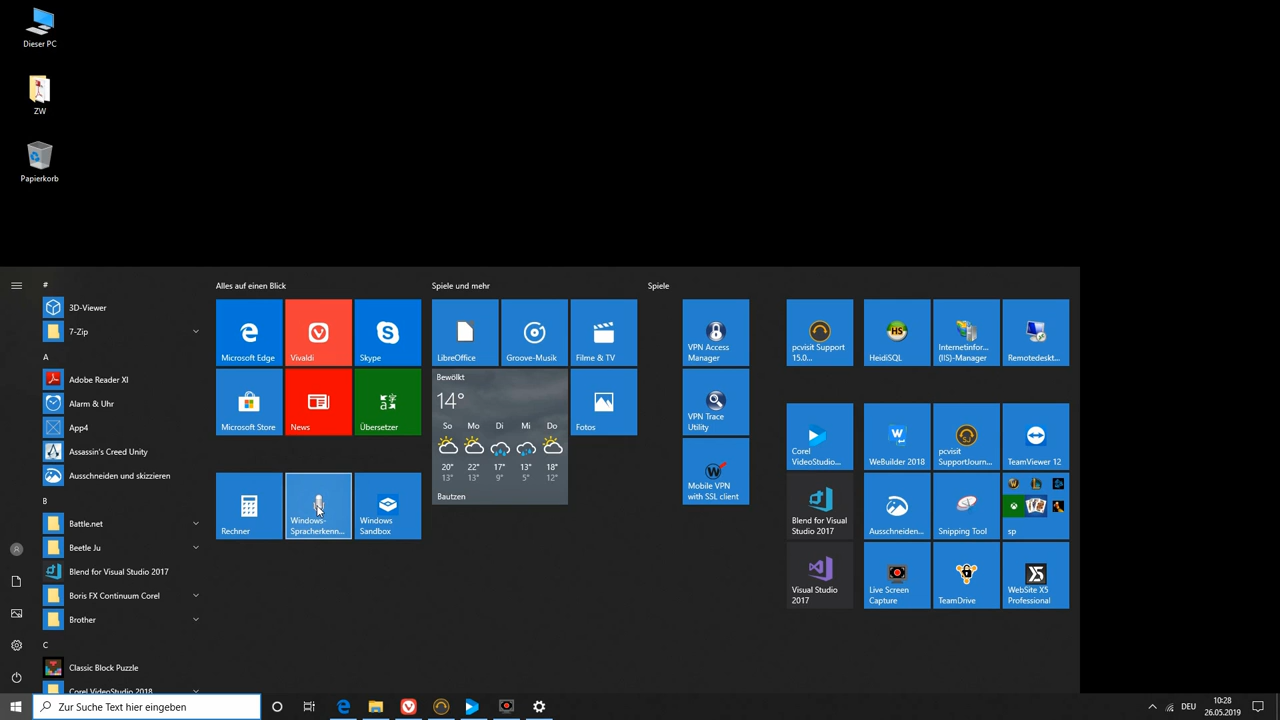 Dieser PC
ZW
Papierkorb
#
3D-Viewer
7-Zip
A
Adobe Reader XI
Alarm & Uhr
App4
Assassin's Creed Unity
Ausschneiden und skizzieren
B
Battle.net
Beetle Ju
Blend for Visual Studio 2017
Boris FX Continuum Corel
Brother
C
Classic Block Puzzle
Corel VideoStudio 2018
Alles auf einen Blick
Microsoft Edge
Vivaldi
Skype
Microsoft Store
News
Übersetzer
Rechner
Windows-
Spracherkenn...
Windows
Sandbox
Spiele und mehr
LibreOffice
Groove-Musik
Filme & TV
Bewölkt
14°
So Mo Di Mi Do
20° 22° 17° 13° 18°
13° 13° 9° 5° 12°
Bautzen
Fotos
Spiele
VPN Access
Manager
VPN Trace
Utility
Mobile VPN
with SSL client
pcvisit Support
15.0...
HeidiSQL
Internetinfor...
(IIS)-Manager
Remotedeskt...
Corel
VideoStudio...
WeBuilder 2018
pcvisit
SupportJourn...
TeamViewer 12
Blend for Visual
Studio 2017
Ausschneiden...
Snipping Tool
sp
Visual Studio
2017
Live Screen
Capture
TeamDrive
WebSite X5
Professional
Zur Suche Text hier eingeben
DEU
10:28
26.05.2019